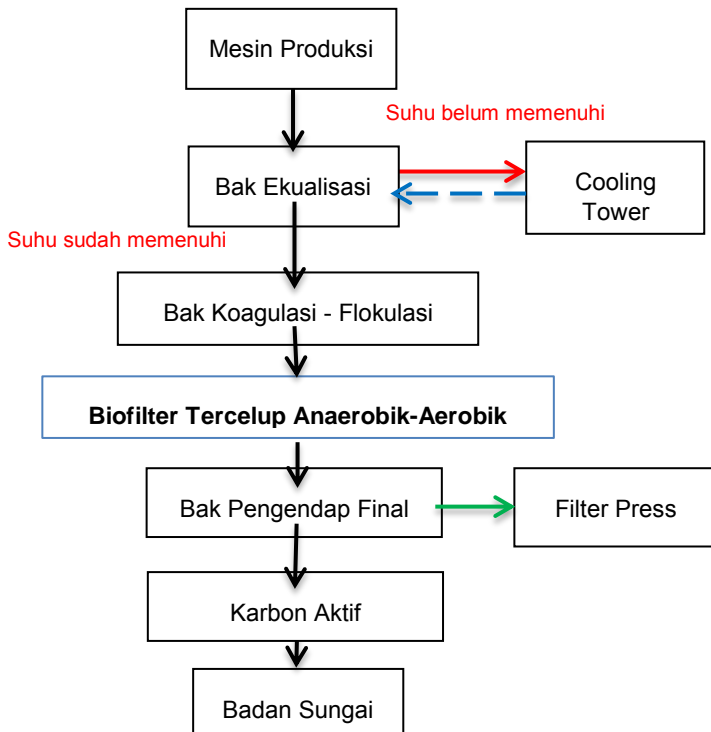 Mesin Produksi
Suhu belum memenuhi
Bak Ekualisasi
Cooling
Tower
Suhu sudah memenuhi
Bak Koagulasi - Flokulasi
Biofilter Tercelup Anaerobik-Aerobik
Bak Pengendap Final
Filter Press
Karbon Aktif
Badan Sungai